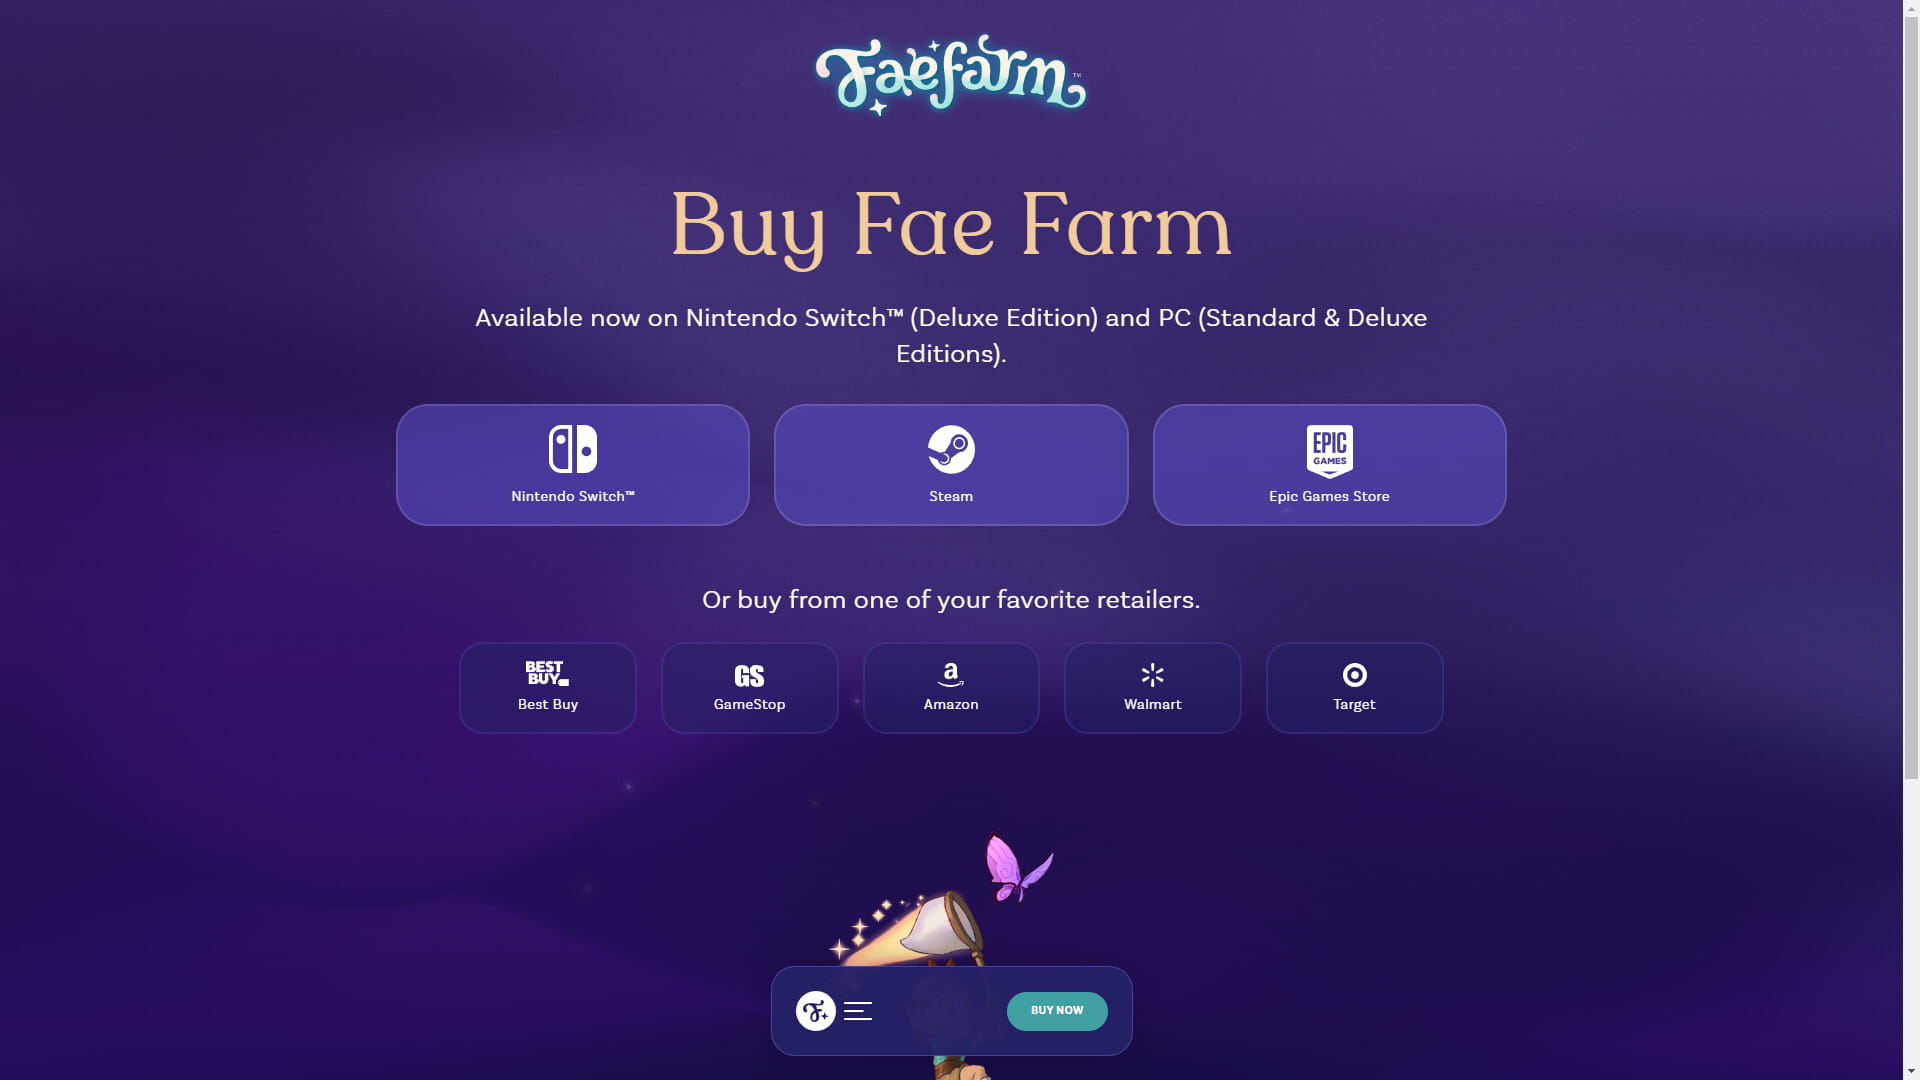 Faefarm™
Buy Fae Farm
Available now on Nintendo Switch™ (Deluxe Edition) and PC (Standard & Deluxe
Editions).
EPIC
GAMES
Nintendo Switch™
Steam
Epic Games Store
Or buy from one of your favorite retailers.
BEST
BUY
GS
a
Best Buy
GameStop
Amazon
Walmart
Target
F
BUY NOW